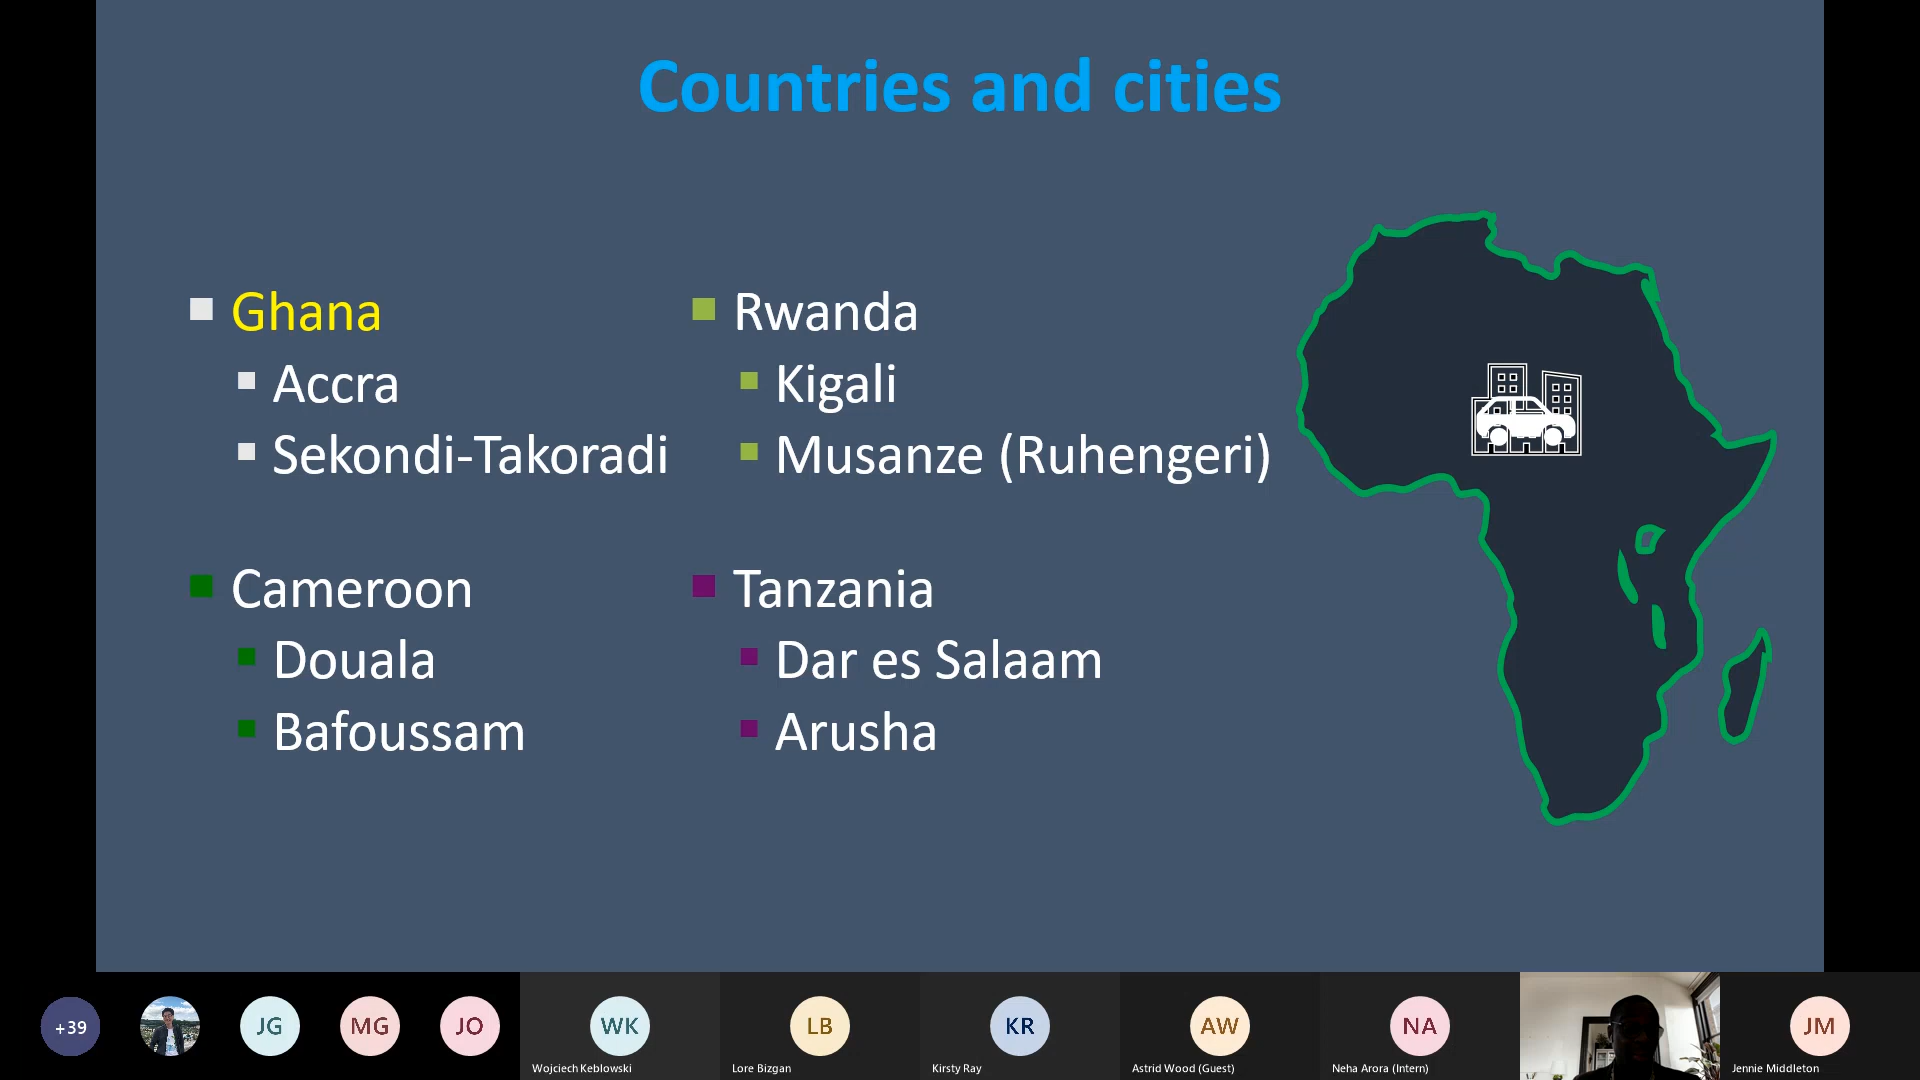 Countries and cities
Ghana
Accra
Sekondi-Takoradi
Cameroon
Douala
Bafoussam
Rwanda
Kigali
Musanze (Ruhengeri)
Tanzania
Dar es Salaam
Arusha
+39
JG
MG
JO
WK
Wojciech Keblowski
LB
Lore Bizgan
KR
Kirsty Ray
AW
Astrid Wood (Guest)
NA
Neha Arora (Intern)
JM
Jennie Middleton